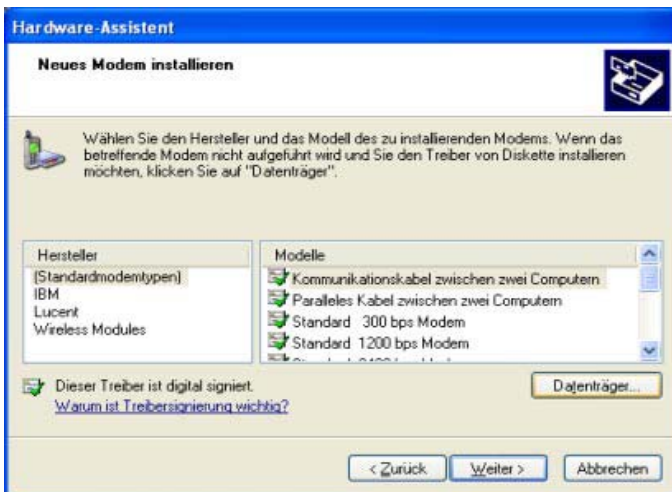 Hardware-Assistent
Neues Modem installieren
Wählen Sie den Hersteller und das Modell des zu installierenden Modems. Wenn das
betreffende Modem nicht aufgeführt wird und Sie den Treiber von Diskette installieren
möchten, klicken Sie auf "Datenträger".
Hersteller
(Standardmodemtypen)
IBM
Lucent
Wireless Modules
Modelle
Kommunikationskabel zwischen zwei Computern
Paralleles Kabel zwischen zwei Computern
Standard 300 bps Modem
Standard 1200 bps Modem
Dieser Treiber ist digital signiert.
Warum ist Treibersignierung wichtig?
Datenträger...
< Zurück
Weiter >
Abbrechen